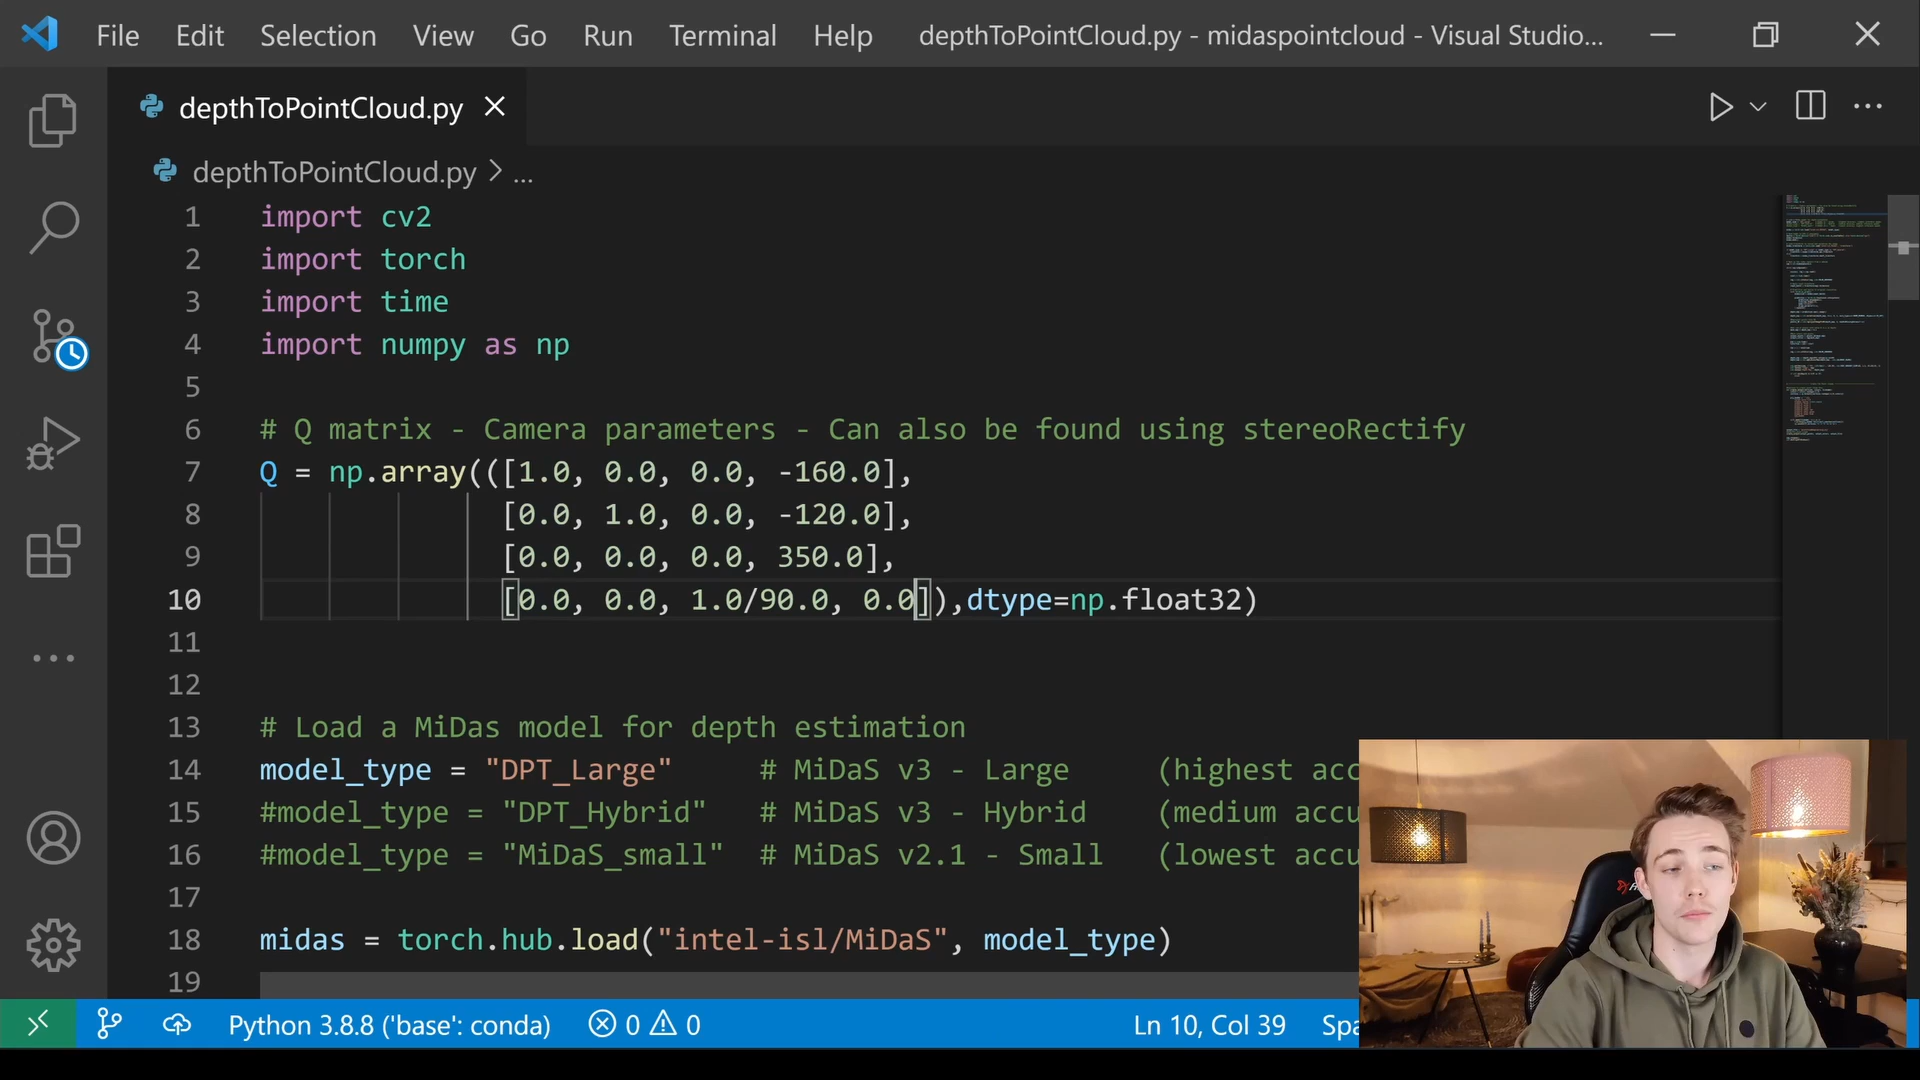 File Edit Selection View Go Run Terminal Help depthToPointCloud.py - midaspointcloud - Visual Studio...
depthToPointCloud.py
depthToPointCloud.py > ...
1 import cv2
2 import torch
3 import time
4 import numpy as np
5
6 # Q matrix - Camera parameters - Can also be found using stereoRectify
7 Q = np.array(([1.0, 0.0, 0.0, -160.0],
8 [0.0, 1.0, 0.0, -120.0],
9 [0.0, 0.0, 0.0, 350.0],
10 [0.0, 0.0, 1.0/90.0, 0.0]),dtype=np.float32)
11
12
13 # Load a MiDas model for depth estimation
14 model_type = "DPT_Large" # MiDaS v3 - Large (highest acc
15 #model_type = "DPT_Hybrid" # MiDaS v3 - Hybrid (medium accu
16 #model_type = "MiDaS_small" # MiDaS v2.1 - Small (lowest accu
17
18 midas = torch.hub.load("intel-isl/MiDaS", model_type)
19
Python 3.8.8 ('base': conda) 0 0 Ln 10, Col 39 Spa